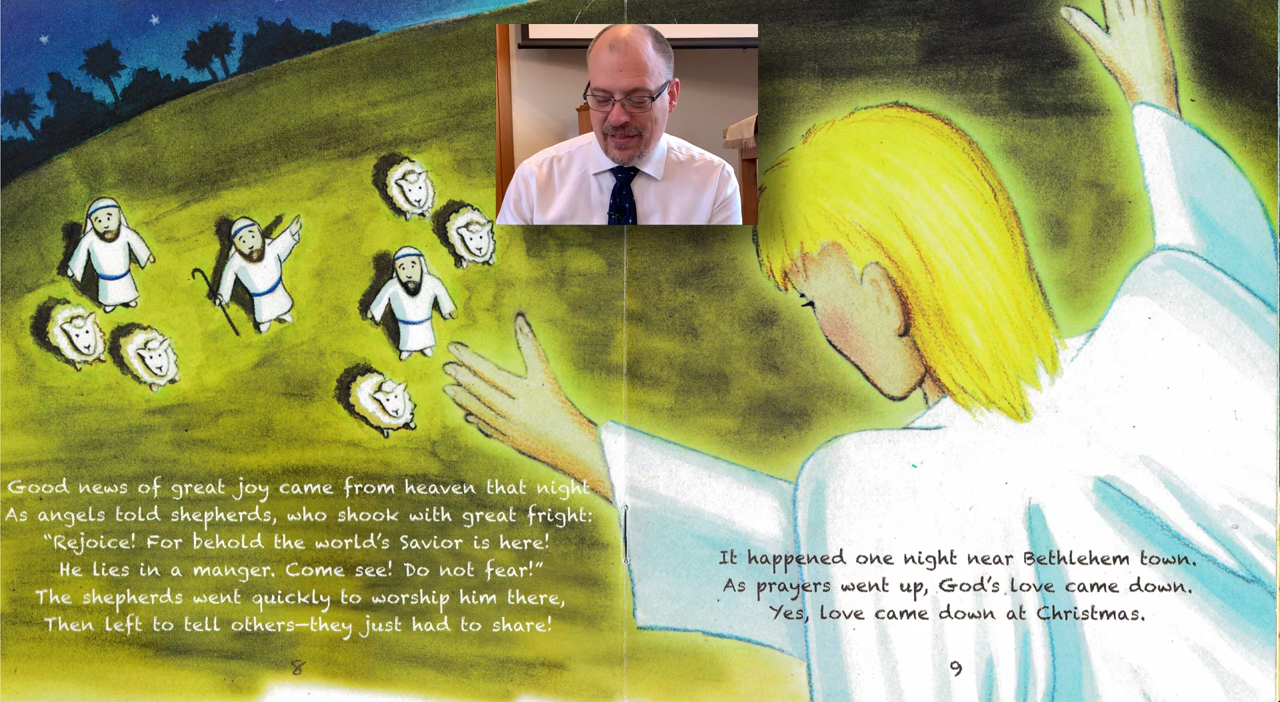 Good news of great joy came from heaven that night
As angels told shepherds, who shook with great fright:
“Rejoice! For behold the world’s Savior is here!
He lies in a manger. Come see! Do not fear!”
The shepherds went quickly to worship him there,
Then left to tell others—they just had to share!
8
It happened one night near Bethlehem town.
As prayers went up, God’s love came down.
Yes, love came down at Christmas.
9